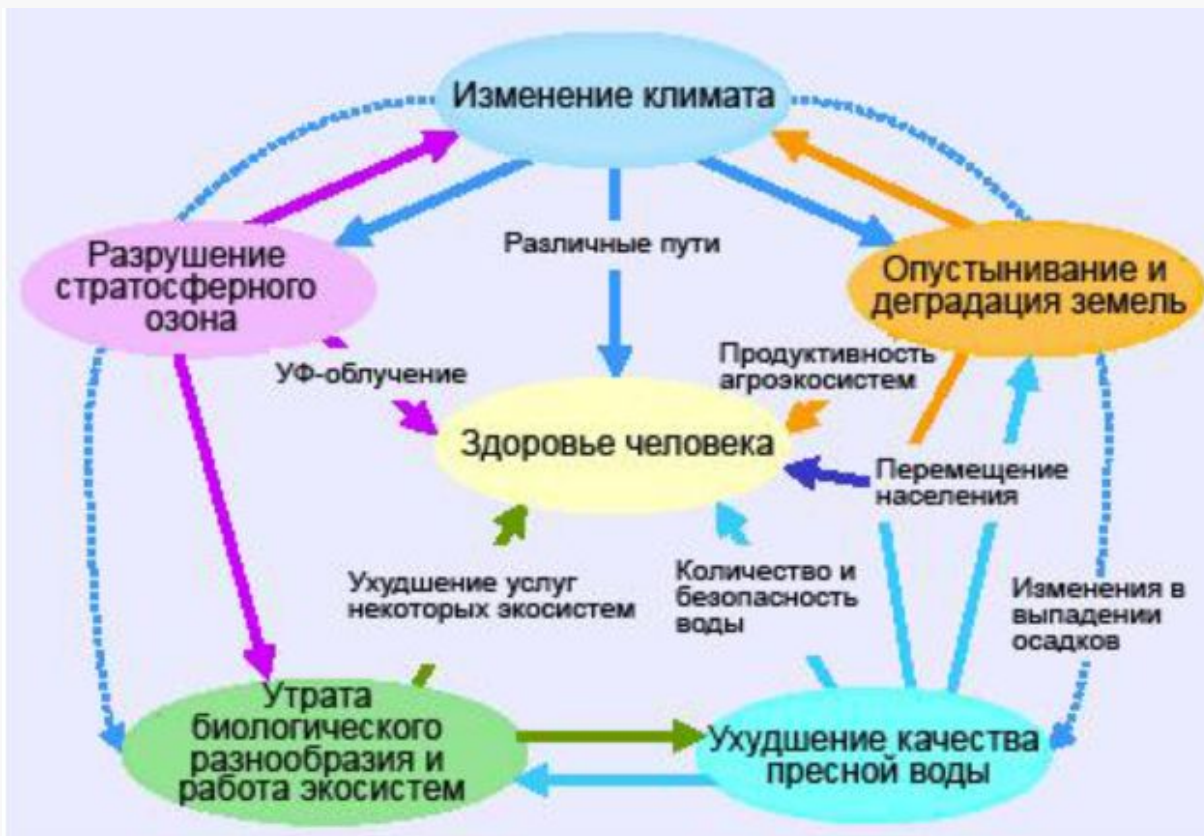 Изменение климата
Разрушение
стратосферного
озона
Различные пути
Опустынивание и
деградация земель
УФ-облучение
Продуктивность
агроэкосистем
Здоровье человека
Перемещение
населения
Ухудшение услуг
некоторых экосистем
Количество и
безопасность
воды
Изменения в
выпадении
осадков
Утрата
биологического
разнообразия и
работа экосистем
Ухудшение качества
пресной воды